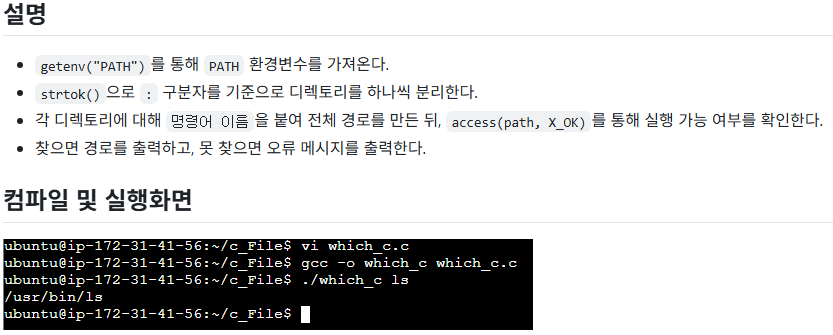 설명
getenv("PATH")를 통해 PATH 환경변수를 가져온다.
strtok()으로 : 구분자를 기준으로 디렉토리를 하나씩 분리한다.
각 디렉토리에 대해 명령어 이름 을 붙여 전체 경로를 만든 뒤, access(path, X_OK)를 통해 실행 가능 여부를 확인한다.
찾으면 경로를 출력하고, 못 찾으면 오류 메시지를 출력한다.
컴파일 및 실행화면
ubuntu@ip-172-31-41-56:~/c_File$ vi which_c.c
ubuntu@ip-172-31-41-56:~/c_File$ gcc -o which_c which_c.c
ubuntu@ip-172-31-41-56:~/c_File$ ./which_c ls
/usr/bin/ls
ubuntu@ip-172-31-41-56:~/c_File$